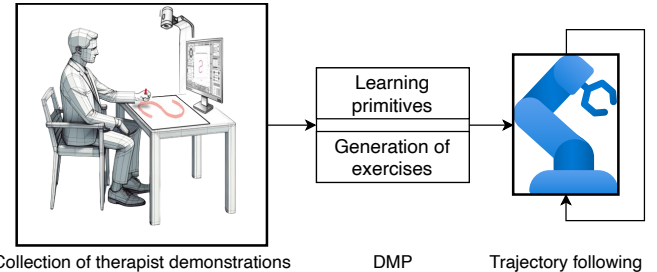 Learning
primitives
Generation of
exercises
Collection of therapist demonstrations
DMP
Trajectory following